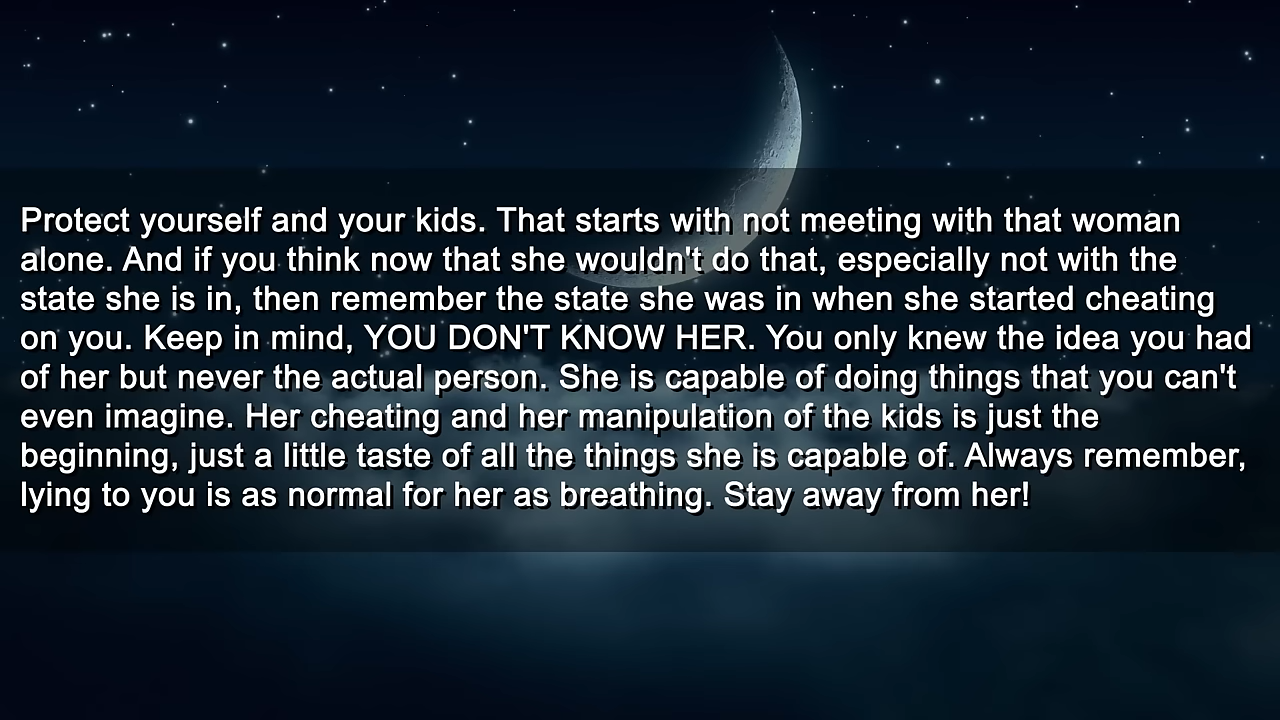 Protect yourself and your kids. That starts with not meeting with that woman
alone. And if you think now that she wouldn't do that, especially not with the
state she is in, then remember the state she was in when she started cheating
on you. Keep in mind, YOU DON'T KNOW HER. You only knew the idea you had
of her but never the actual person. She is capable of doing things that you can't
even imagine. Her cheating and her manipulation of the kids is just the
beginning, just a little taste of all the things she is capable of. Always remember,
lying to you is as normal for her as breathing. Stay away from her!